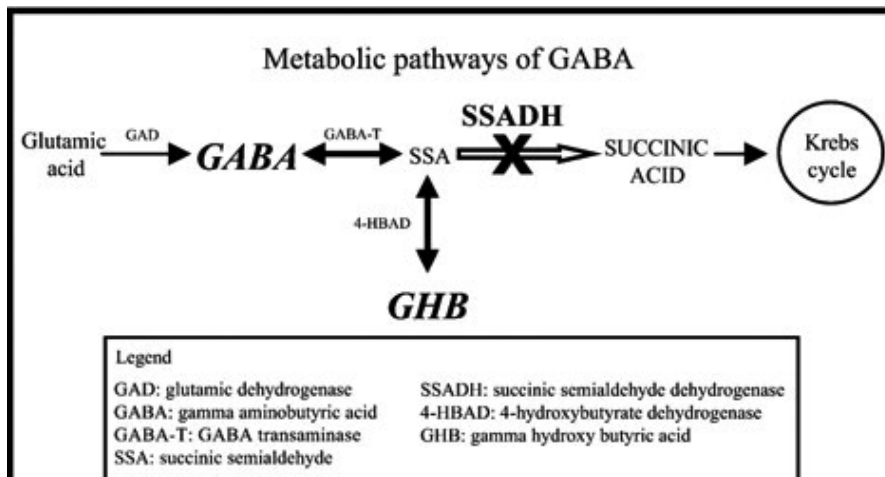 Metabolic pathways of GABA
SSADH
Glutamic acid
GAD
GABA
GABA-T
SSA
SUCCINIC ACID
Krebs cycle
4-HBAD
GHB
Legend
GAD: glutamic dehydrogenase
GABA: gamma aminobutyric acid
GABA-T: GABA transaminase
SSA: succinic semialdehyde
SSADH: succinic semialdehyde dehydrogenase
4-HBAD: 4-hydroxybutyrate dehydrogenase
GHB: gamma hydroxy butyric acid